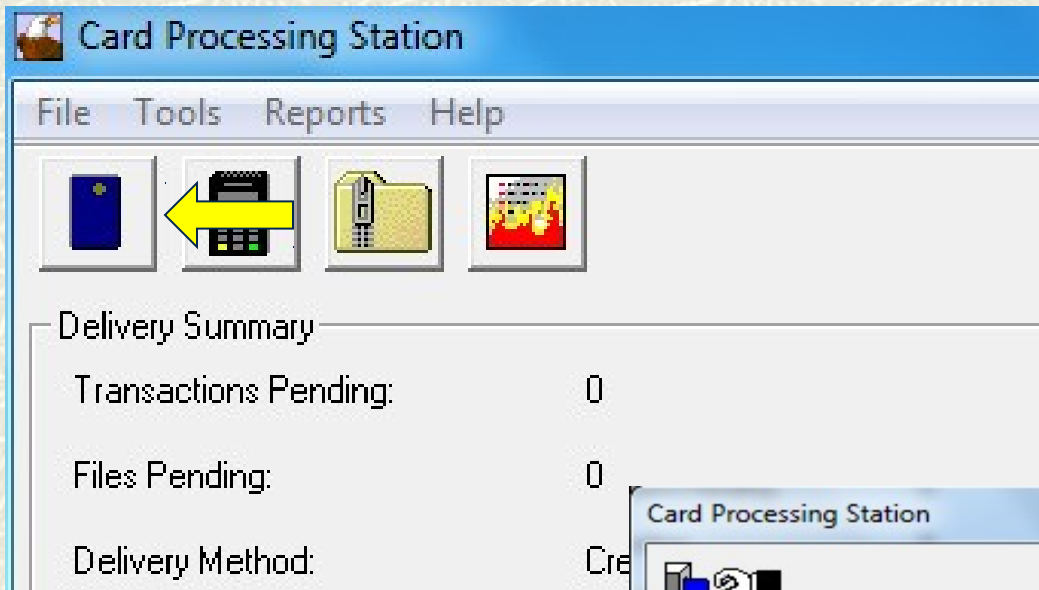 Card Processing Station
File Tools Reports Help
Delivery Summary
Transactions Pending: 0
Files Pending: 0
Card Processing Station
Delivery Method: Cre